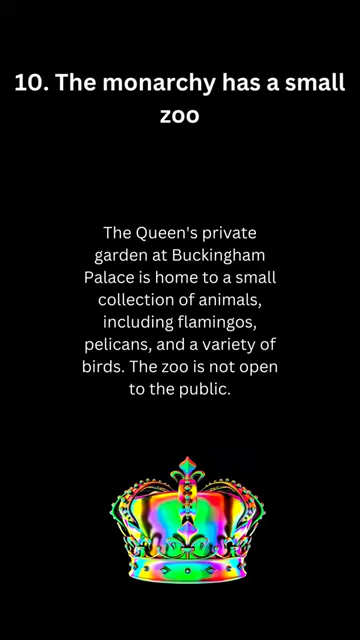 10. The monarchy has a small
zoo
The Queen's private
garden at Buckingham
Palace is home to a small
collection of animals,
including flamingos,
pelicans, and a variety of
birds. The zoo is not open
to the public.